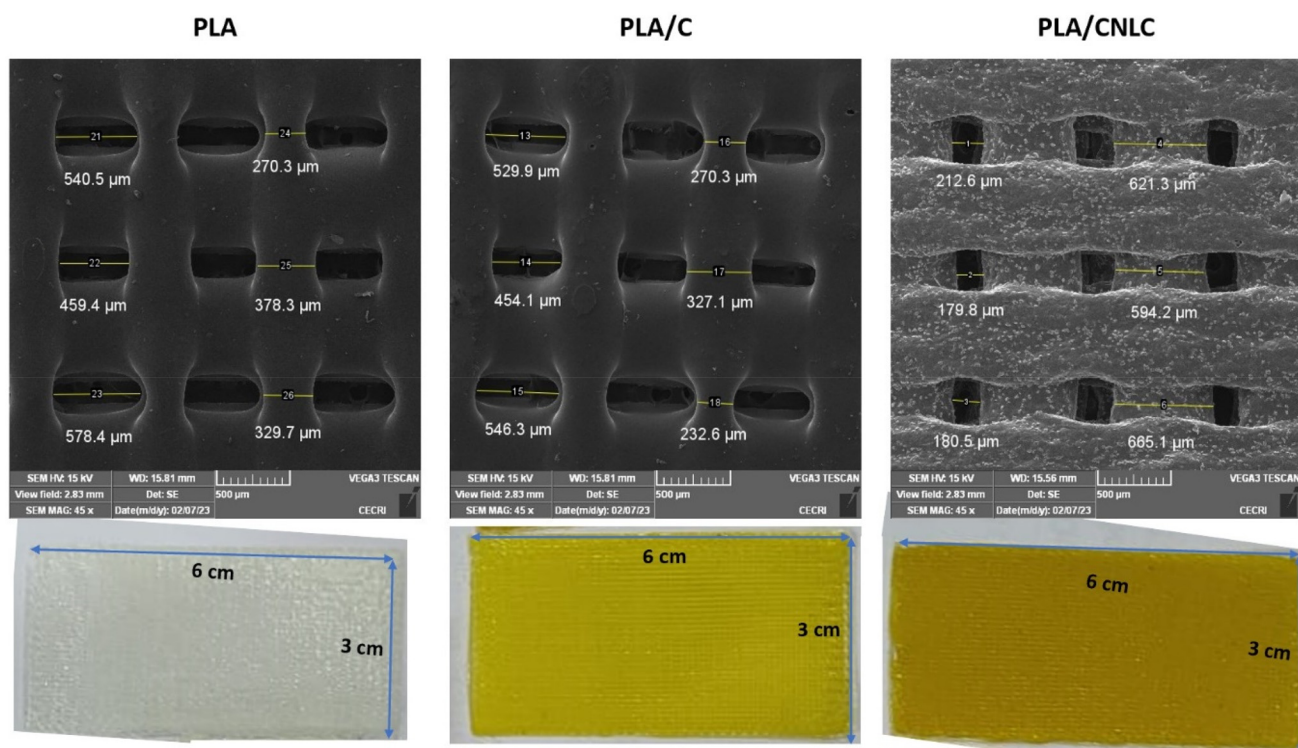 PLA
PLA/C
PLA/CNLC
21
24
540.5 µm
270.3 µm
22
25
459.4 µm
378.3 µm
23
26
578.4 µm
329.7 µm
SEM HV: 15 kV
WD: 15.81 mm
VEGA3 TESCAN
View field: 2.83 mm
Det: SE
500 µm
SEM MAG: 45 x
Date(m/d/y): 02/07/23
CECRI
13
16
529.9 µm
270.3 µm
14
17
454.1 µm
327.1 µm
15
18
546.3 µm
232.6 µm
SEM HV: 15 kV
WD: 15.81 mm
VEGA3 TESCAN
View field: 2.83 mm
Det: SE
500 µm
SEM MAG: 45 x
Date(m/d/y): 02/07/23
CECRI
1
4
212.6 µm
621.3 µm
2
5
179.8 µm
594.2 µm
3
6
180.5 µm
665.1 µm
SEM HV: 15 kV
WD: 15.56 mm
VEGA3 TESCAN
View field: 2.83 mm
Det: SE
500 µm
SEM MAG: 45 x
Date(m/d/y): 02/07/23
CECRI
6 cm
3 cm
6 cm
3 cm
6 cm
3 cm